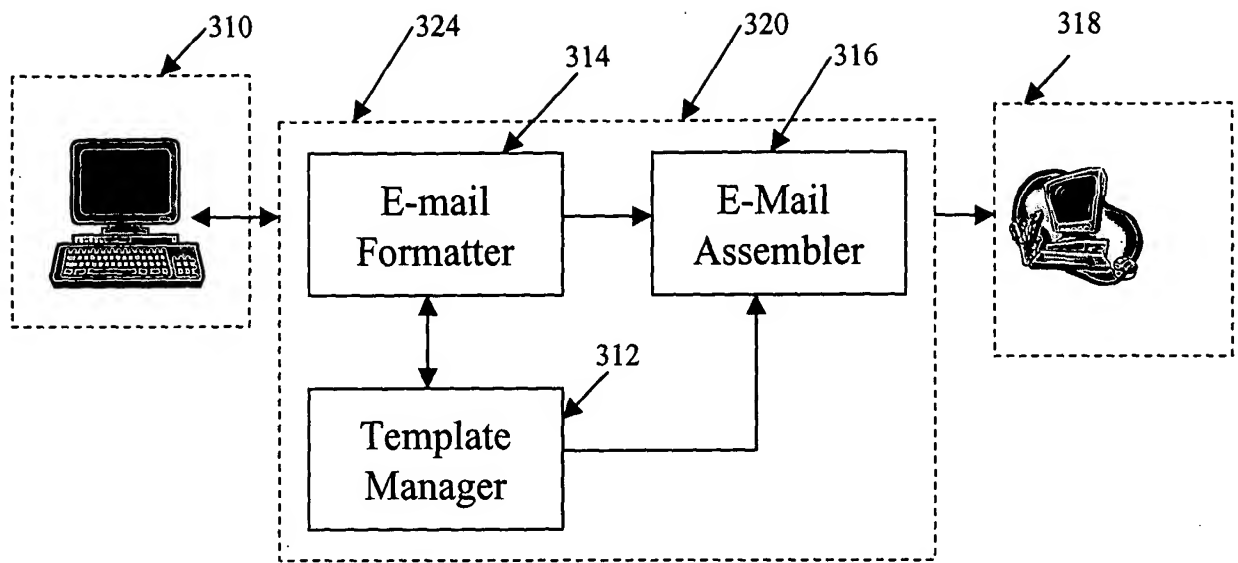 310
324
320
318
314
316
E-mail
Formatter
E-Mail
Assembler
312
Template
Manager